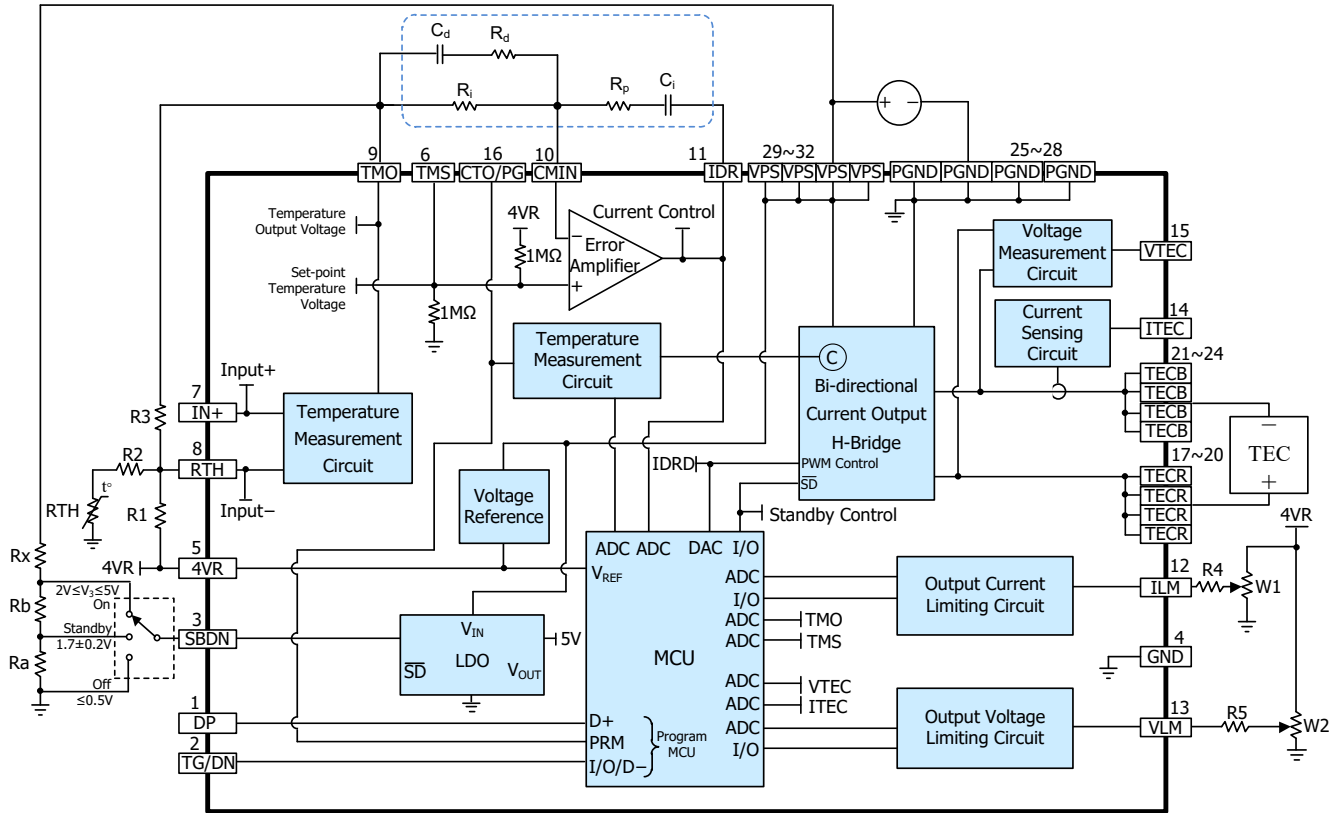 Cd
Rd
Ri
Rp
Ci
+
−
9
6
16
10
11
29~32
25~28
TMO
TMS
CTO/PG
CMIN
IDR
VPS
VPS
VPS
VPS
PGND
PGND
PGND
PGND
Temperature
Output Voltage
4VR
1MΩ
−
Error
Amplifier
+
Current Control
Set-point
Temperature
Voltage
1MΩ
Voltage
Measurement
Circuit
15
VTEC
Current
Sensing
Circuit
14
ITEC
21~24
TECB
TECB
TECB
TECB
17~20
TECR
TECR
TECR
TECR
−
TEC
+
Temperature
Measurement
Circuit
C
Bi-directional
Current Output
H-Bridge
PWM Control
SD
IDRD
Standby Control
Input+
7
IN+
R3
8
RTH
R2
Input−
t°
RTH
R1
Temperature
Measurement
Circuit
Voltage
Reference
5
4VR
4VR
Rx
2V≤V3≤5V
On
Rb
Standby
1.7±0.2V
3
SBDN
Ra
Off
≤0.5V
1
DP
2
TG/DN
VIN
LDO
SD
VOUT
5V
ADC
ADC
DAC
I/O
VREF
ADC
I/O
ADC
TMO
ADC
TMS
MCU
ADC
VTEC
ADC
ITEC
ADC
I/O
D+
PRM
I/O/D−
Program
MCU
Output Current
Limiting Circuit
12
ILM
R4
W1
4VR
4
GND
Output Voltage
Limiting Circuit
13
VLM
R5
W2